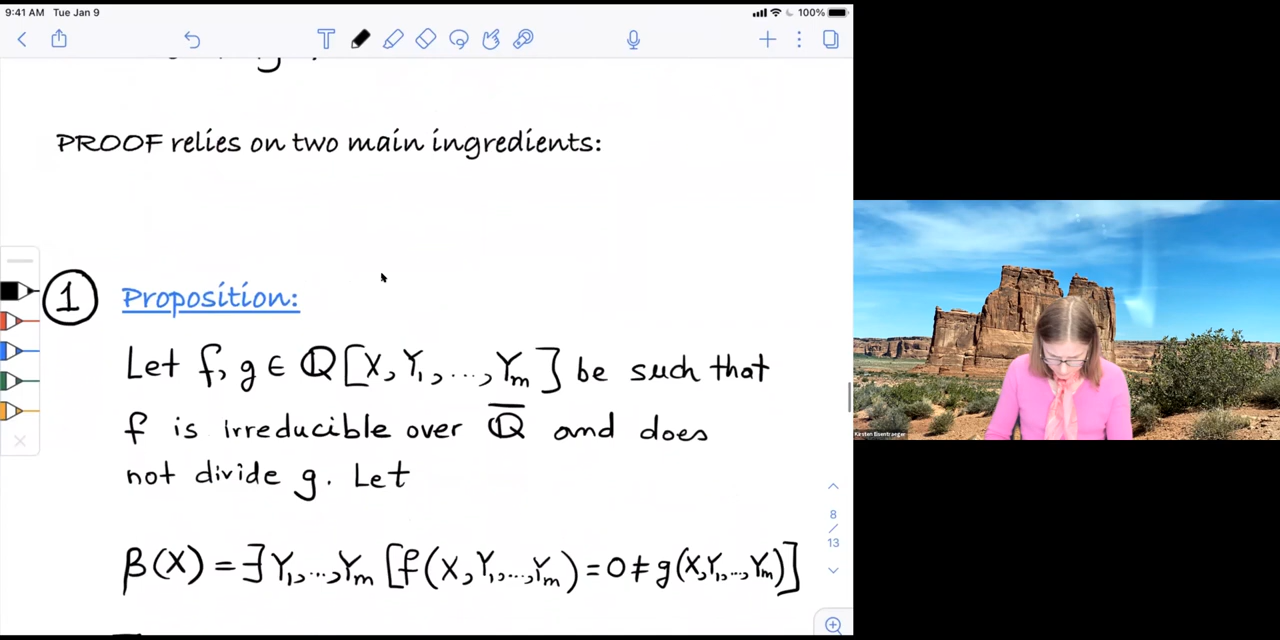 9:41 AM Tue Jan 9
100%
T
PROOF relies on two main ingredients:
1 Proposition:
Let f, g ∈ ℚ[X, Y₁, ..., Yₘ] be such that
f is irreducible over ℚ̅ and does
not divide g. Let
β(X) = ∃ Y₁, ..., Yₘ [f(X, Y₁, ..., Yₘ) = 0 ≠ g(X, Y₁, ..., Yₘ)]
8
/
13
Kirsten Eisentraeger